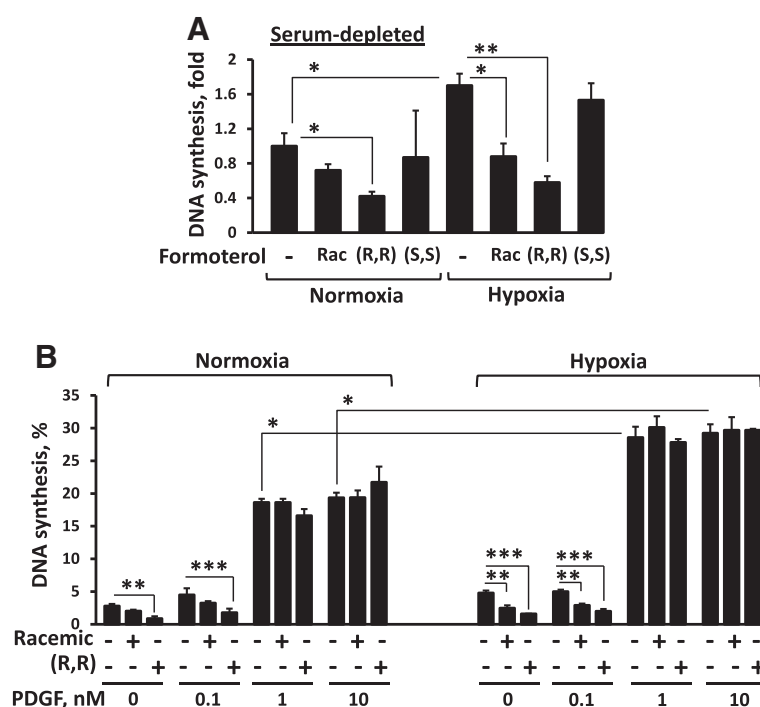 A
Serum-depleted
DNA synthesis, fold
2
1.6
1.2
0.8
0.4
0
*
*
**
*
Formoterol - Rac (R,R) (S,S) - Rac (R,R) (S,S)
Normoxia Hypoxia
B
Normoxia Hypoxia
DNA synthesis, %
35
30
25
20
15
10
5
0
*
*
**
***
***
**
***
**
Racemic - + - - + - - + - - + - - + - - + - - + - - + -
(R,R) - - + - - + - - + - - + - - + - - + - - + - - +
PDGF, nM 0 0.1 1 10 0 0.1 1 10